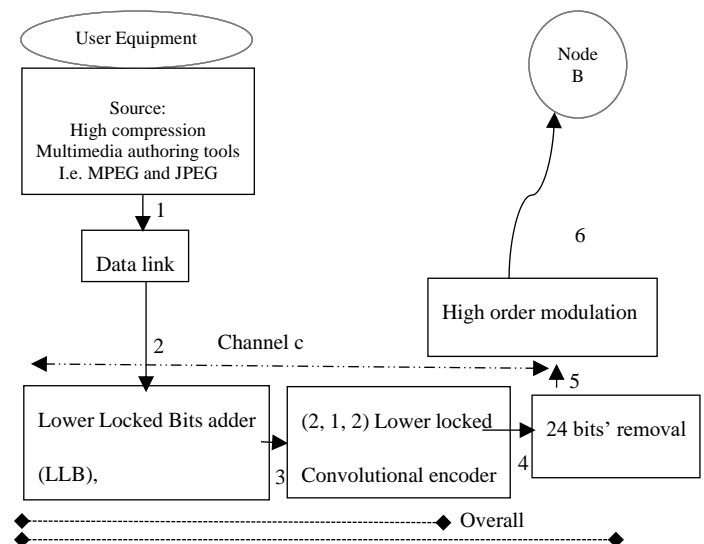 User Equipment
Source:
High compression
Multimedia authoring tools
I.e. MPEG and JPEG
1
Data link
2
Channel c
Lower Locked Bits adder
(LLB),
3
(2, 1, 2) Lower locked
Convolutional encoder
4
24 bits’ removal
5
High order modulation
6
Node
B
Overall